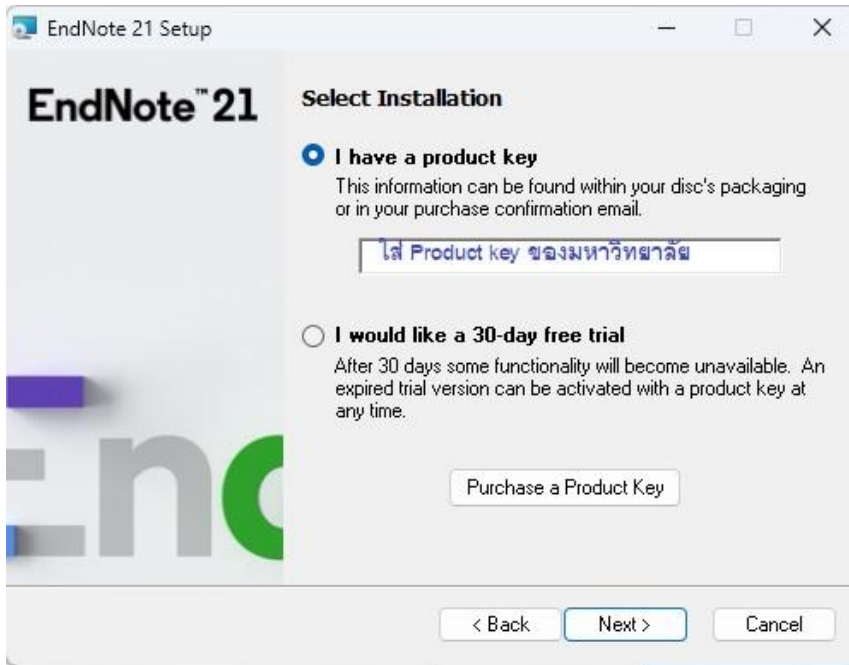 EndNote 21 Setup
EndNote™21
Select Installation
I have a product key
This information can be found within your disc's packaging
or in your purchase confirmation email.
ใส่ Product key ของมหาวิทยาลัย
I would like a 30-day free trial
After 30 days some functionality will become unavailable. An
expired trial version can be activated with a product key at
any time.
Purchase a Product Key
End
< Back
Next >
Cancel